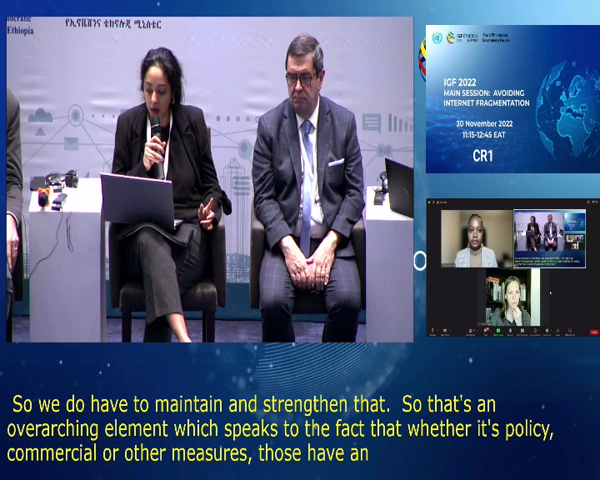 ocratic
Ethiopia
የኢኖቬሽንና ቴክኖሎጂ ሚኒስቴር
IGF 2022
MAIN SESSION: AVOIDING
INTERNET FRAGMENTATION
30 November 2022
11:15-12:45 EAT
CR1
So we do have to maintain and strengthen that. So that's an
overarching element which speaks to the fact that whether it's policy,
commercial or other measures, those have an